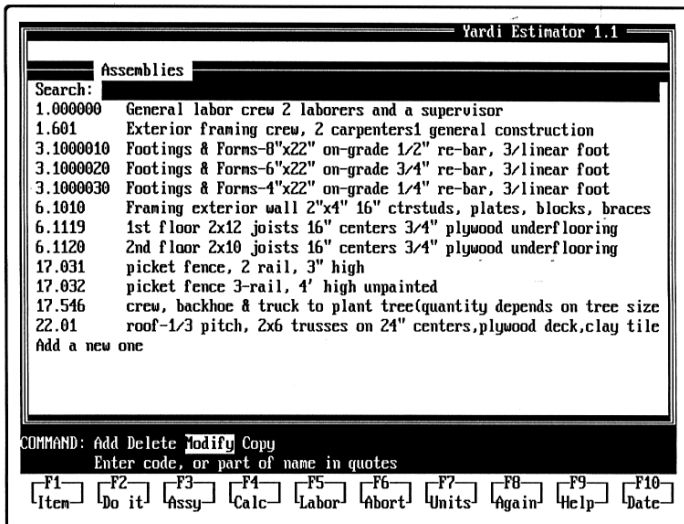 Yardi Estimator 1.1
Assemblies
Search:
1.000000 General labor crew 2 laborers and a supervisor
1.601 Exterior framing crew, 2 carpenters1 general construction
3.1000010 Footings & Forms-8"x22" on-grade 1/2" re-bar, 3/linear foot
3.1000020 Footings & Forms-6"x22" on-grade 3/4" re-bar, 3/linear foot
3.1000030 Footings & Forms-4"x22" on-grade 1/4" re-bar, 3/linear foot
6.1010 Framing exterior wall 2"x4" 16" ctrstuds, plates, blocks, braces
6.1119 1st floor 2x12 joists 16" centers 3/4" plywood underflooring
6.1120 2nd floor 2x10 joists 16" centers 3/4" plywood underflooring
17.031 picket fence, 2 rail, 3" high
17.032 picket fence 3-rail, 4' high unpainted
17.546 crew, backhoe & truck to plant tree(quantity depends on tree size
22.01 roof-1/3 pitch, 2x6 trusses on 24" centers,plywood deck,clay tile
Add a new one
COMMAND: Add Delete Modify Copy
Enter code, or part of name in quotes
F1 F2 F3 F4 F5 F6 F7 F8 F9 F10
Item Do it Assy Calc Labor Abort Units Again Help Date